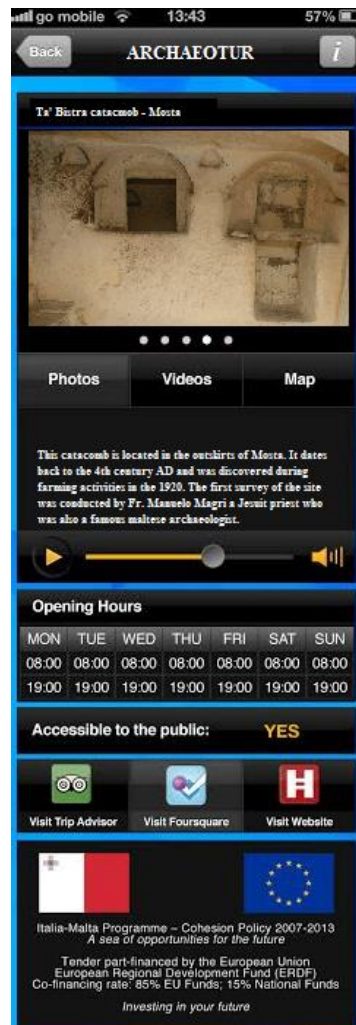 go mobile 13:43 57%
Back ARCHAEOTUR i
Ta' Bistra catacmob - Mosta
Photos Videos Map
This catacomb is located in the outskirts of Mosta. It dates
back to the 4th century AD and was discovered during
farming activities in the 1920. The first survey of the site
was conducted by Fr. Manuelo Magri a Jesuit priest who
was also a famous maltese archaeologist.
Opening Hours
MON TUE WED THU FRI SAT SUN
08:00 08:00 08:00 08:00 08:00 08:00 08:00
19:00 19:00 19:00 19:00 19:00 19:00 19:00
Accessible to the public: YES
Visit Trip Advisor Visit Foursquare Visit Website
Italia-Malta Programme – Cohesion Policy 2007-2013
A sea of opportunities for the
future
Tender part-financed by the European Union
European Regional Development Fund (ERDF)
Co-financing rate: 85% EU Funds; 15% National Funds
Investing in your future